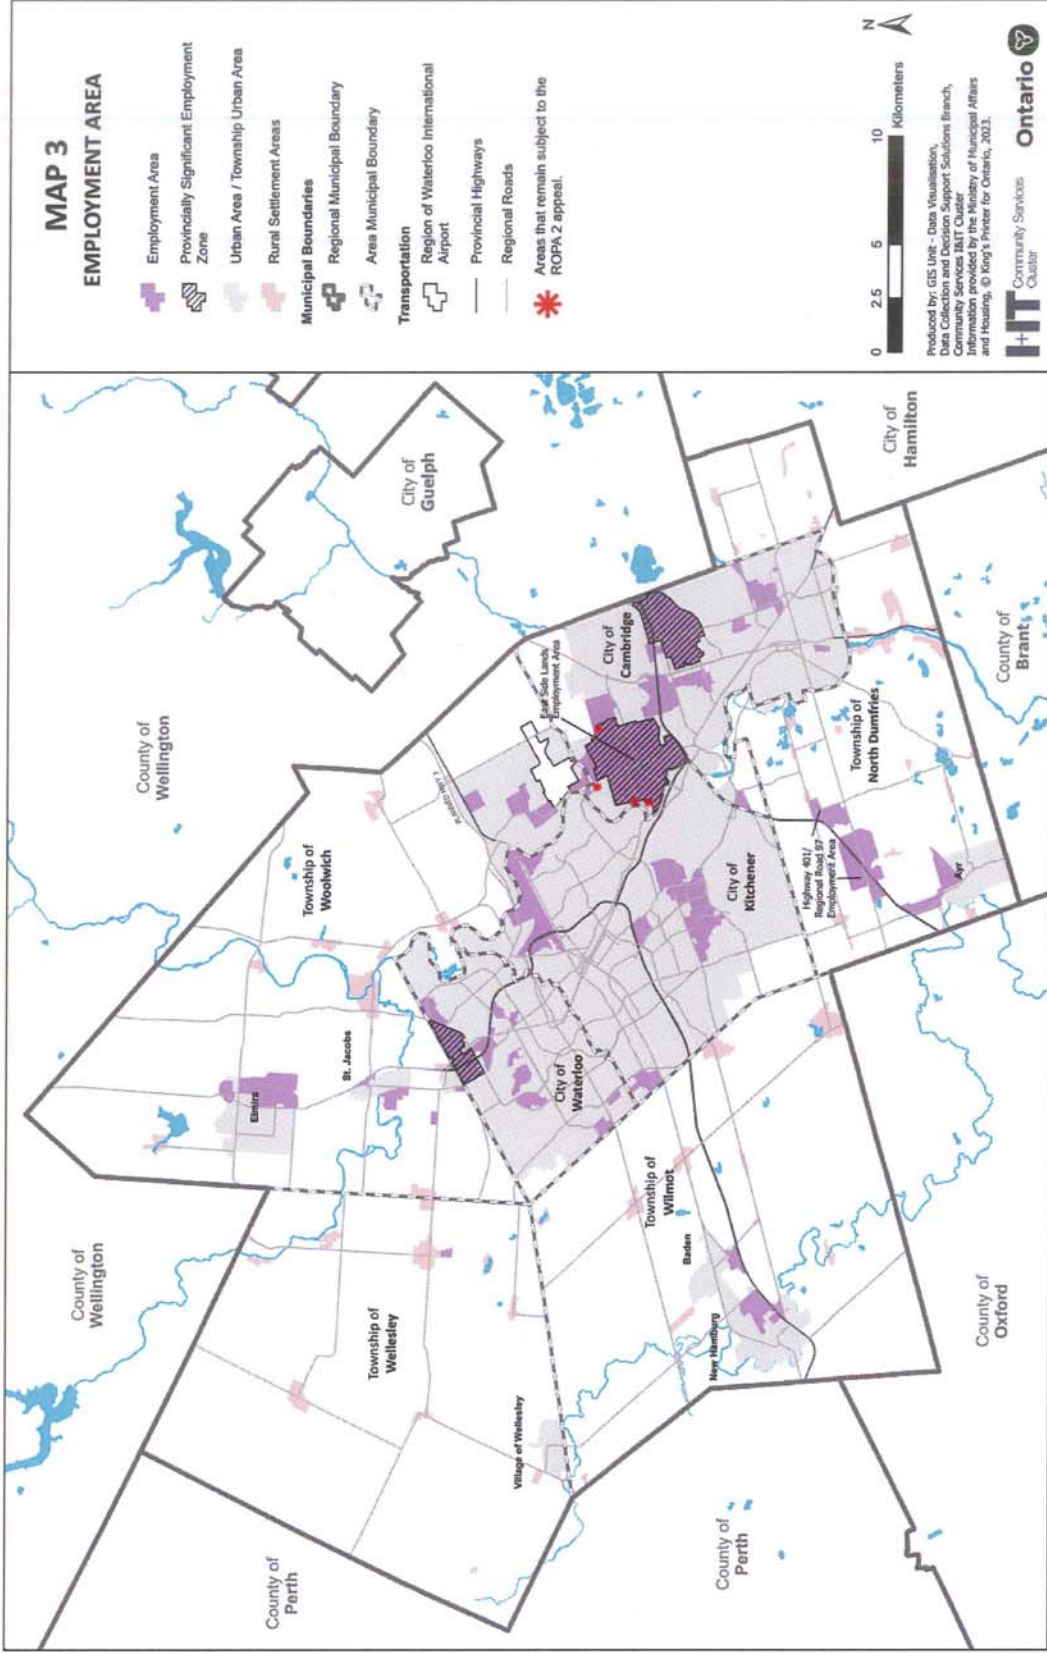 MAP 3
EMPLOYMENT AREA
Employment Area
Provincially Significant Employment
Zone
Urban Area / Township Urban Area
Rural Settlement Areas
Municipal Boundaries
Regional Municipal Boundary
Area Municipal Boundary
Transportation
Region of Waterloo International
Airport
Provincial Highways
Regional Roads
Areas that remain subject to the
ROPA 2 appeal.
N
0 2.5 5 10
Kilometers
Produced by: GIS Unit - Data Visualisation,
Data Collection and Decision Support Solutions Branch,
Community Services I&IT Cluster
Information provided by the Ministry of Municipal Affairs
and Housing, © King's Printer for Ontario, 2023.
I+IT
Community Services
Cluster
Ontario
County of
Wellington
County of
Wellington
City of
Guelph
Township of
Woolwich
Elmira
St. Jacobs
Township of
Wellesley
Village of Wellesley
County of
Perth
County of
Perth
City of
Waterloo
Township of
Wilmot
Baden
New Hamburg
City of
Kitchener
East Side Lands
Employment Area
City of
Cambridge
Highway 401/
Regional Road 97
Employment Area
Township of
North Dumfries
Ayr
City of
Hamilton
County of
Brant
County of
Oxford